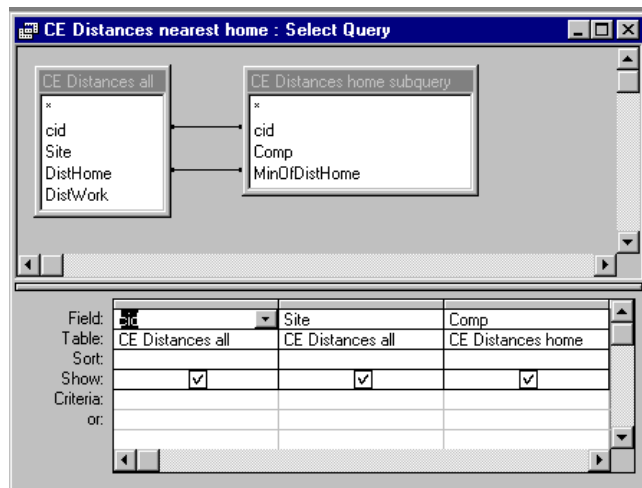 CE Distances nearest home : Select Query
CE Distances all
*
cid
Site
DistHome
DistWork
CE Distances home subquery
*
cid
Comp
MinOfDistHome
Field: cid Site Comp
Table: CE Distances all CE Distances all CE Distances home
Sort:
Show:
Criteria:
or: